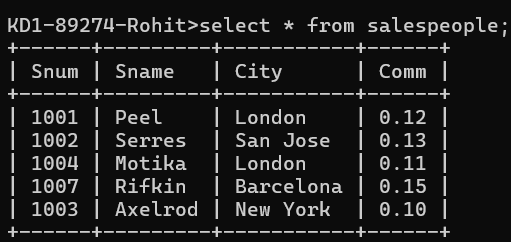 KD1-89274-Rohit>select * from salespeople;
+------+---------+-----------+------+
| Snum | Sname   | City      | Comm |
+------+---------+-----------+------+
| 1001 | Peel    | London    | 0.12 |
| 1002 | Serres  | San Jose  | 0.13 |
| 1004 | Motika  | London    | 0.11 |
| 1007 | Rifkin  | Barcelona | 0.15 |
| 1003 | Axelrod | New York  | 0.10 |
+------+---------+-----------+------+